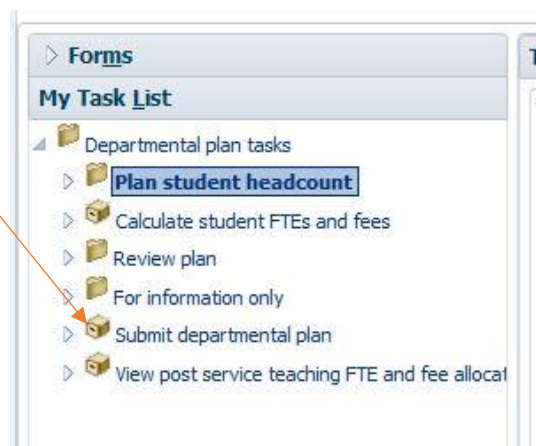 Forms
My Task List
Departmental plan tasks
Plan student headcount
Calculate student FTEs and fees
Review plan
For information only
Submit departmental plan
View post service teaching FTE and fee allocat